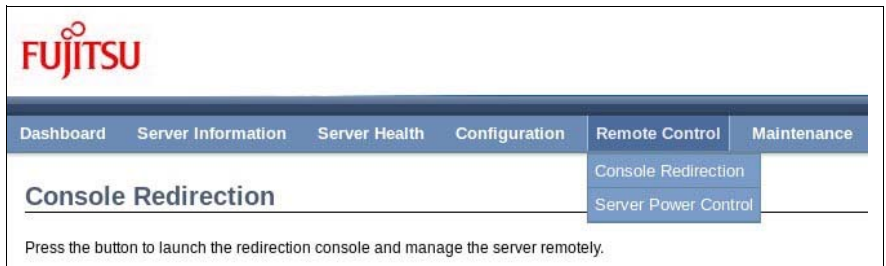 FUJITSU
Dashboard Server Information Server Health Configuration Remote Control Maintenance
Console Redirection
Server Power Control
Console Redirection
Press the button to launch the redirection console and manage the server remotely.